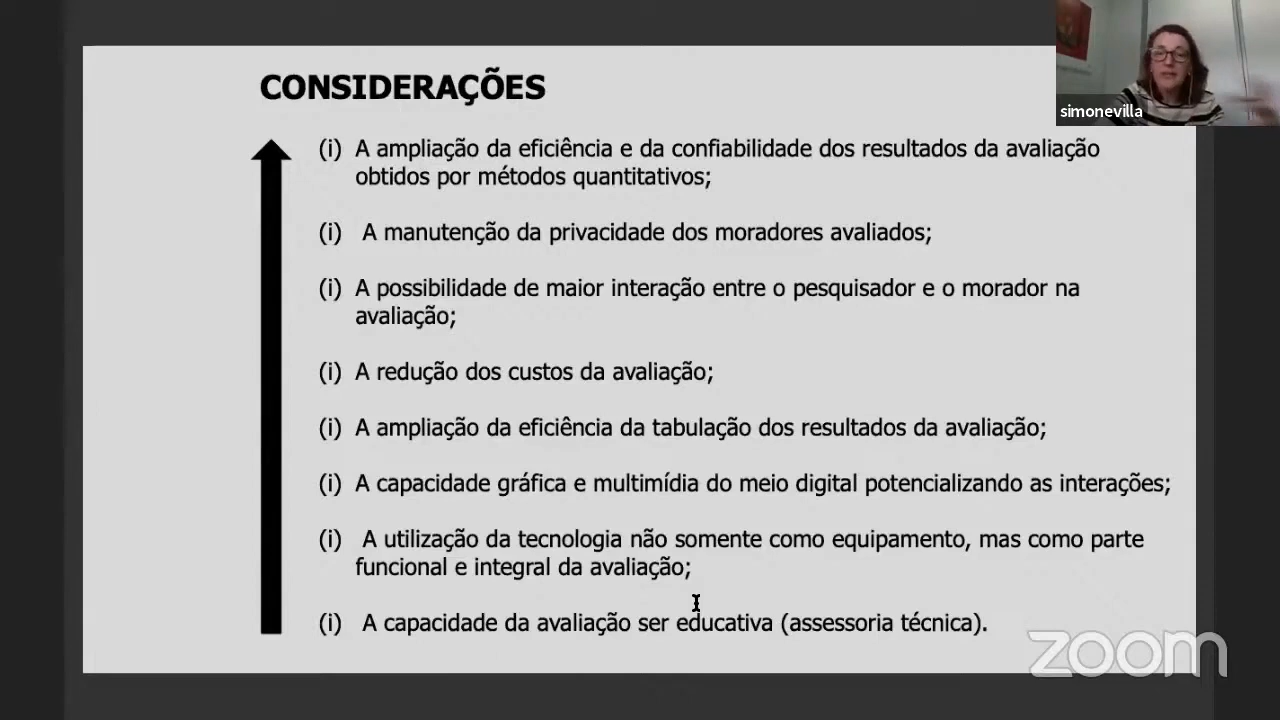 CONSIDERAÇÕES
simonevilla
(i) A ampliação da eficiência e da confiabilidade dos resultados da avaliação
obtidos por métodos quantitativos;
(i) A manutenção da privacidade dos moradores avaliados;
(i) A possibilidade de maior interação entre o pesquisador e o morador na
avaliação;
(i) A redução dos custos da avaliação;
(i) A ampliação da eficiência da tabulação dos resultados da avaliação;
(i) A capacidade gráfica e multimídia do meio digital potencializando as interações;
(i) A utilização da tecnologia não somente como equipamento, mas como parte
funcional e integral da avaliação;
(i) A capacidade da avaliação ser educativa (assessoria técnica).
zoom